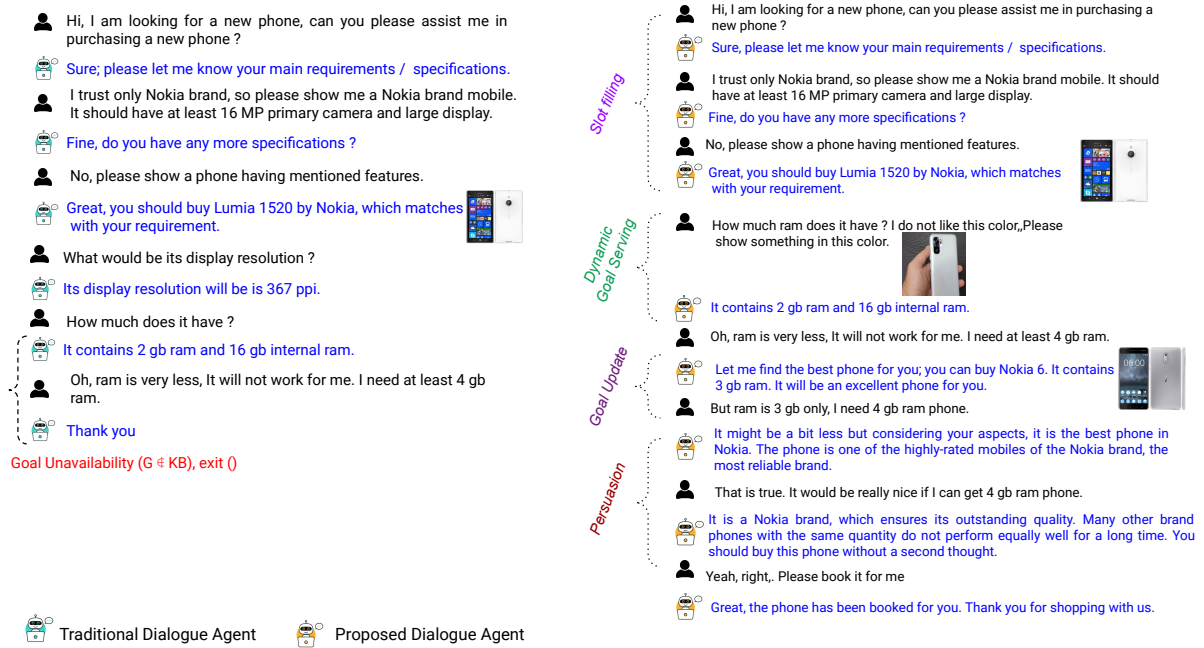 Hi, I am looking for a new phone, can you please assist me in
purchasing a new phone ?
Sure; please let me know your main requirements / specifications.
I trust only Nokia brand, so please show me a Nokia brand mobile.
It should have at least 16 MP primary camera and large display.
Fine, do you have any more specifications ?
No, please show a phone having mentioned features.
Great, you should buy Lumia 1520 by Nokia, which matches
with your requirement.
What would be its display resolution ?
Its display resolution will be is 367 ppi.
How much does it have ?
It contains 2 gb ram and 16 gb internal ram.
Oh, ram is very less, It will not work for me. I need at least 4 gb
ram.
Thank you
Goal Unavailability (G ∉ KB), exit ()
Traditional Dialogue Agent
Proposed Dialogue Agent
Slot filling
Hi, I am looking for a new phone, can you please assist me in purchasing a
new phone ?
Sure, please let me know your main requirements / specifications.
I trust only Nokia brand, so please show me a Nokia brand mobile. It should
have at least 16 MP primary camera and large display.
Fine, do you have any more specifications ?
No, please show a phone having mentioned features.
Great, you should buy Lumia 1520 by Nokia, which matches
with your requirement.
Dynamic
Goal Serving
How much ram does it have ? I do not like this color,,Please
show something in this color.
It contains 2 gb ram and 16 gb internal ram.
Oh, ram is very less, It will not work for me. I need at least 4 gb ram.
Goal Update
Let me find the best phone for you; you can buy Nokia 6. It contains
3 gb ram. It will be an excellent phone for you.
06:00
But ram is 3 gb only, I need 4 gb ram phone.
Persuasion
It might be a bit less but considering your aspects, it is the best phone in
Nokia. The phone is one of the highly-rated mobiles of the Nokia brand, the
most reliable brand.
That is true. It would be really nice if I can get 4 gb ram phone.
It is a Nokia brand, which ensures its outstanding quality. Many other brand
phones with the same quantity do not perform equally well for a long time. You
should buy this phone without a second thought.
Yeah, right,. Please book it for me
Great, the phone has been booked for you. Thank you for shopping with us.